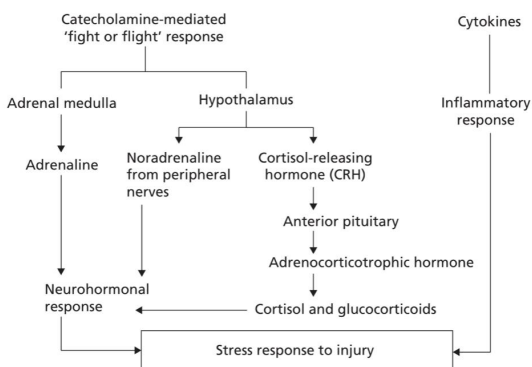 Catecholamine-mediated
‘fight or flight’ response
Cytokines
Adrenal medulla
Hypothalamus
Inflammatory
response
Adrenaline
Noradrenaline
from peripheral
nerves
Cortisol-releasing
hormone (CRH)
Anterior pituitary
Adrenocorticotrophic hormone
Neurohormonal
response
Cortisol and glucocorticoids
Stress response to injury